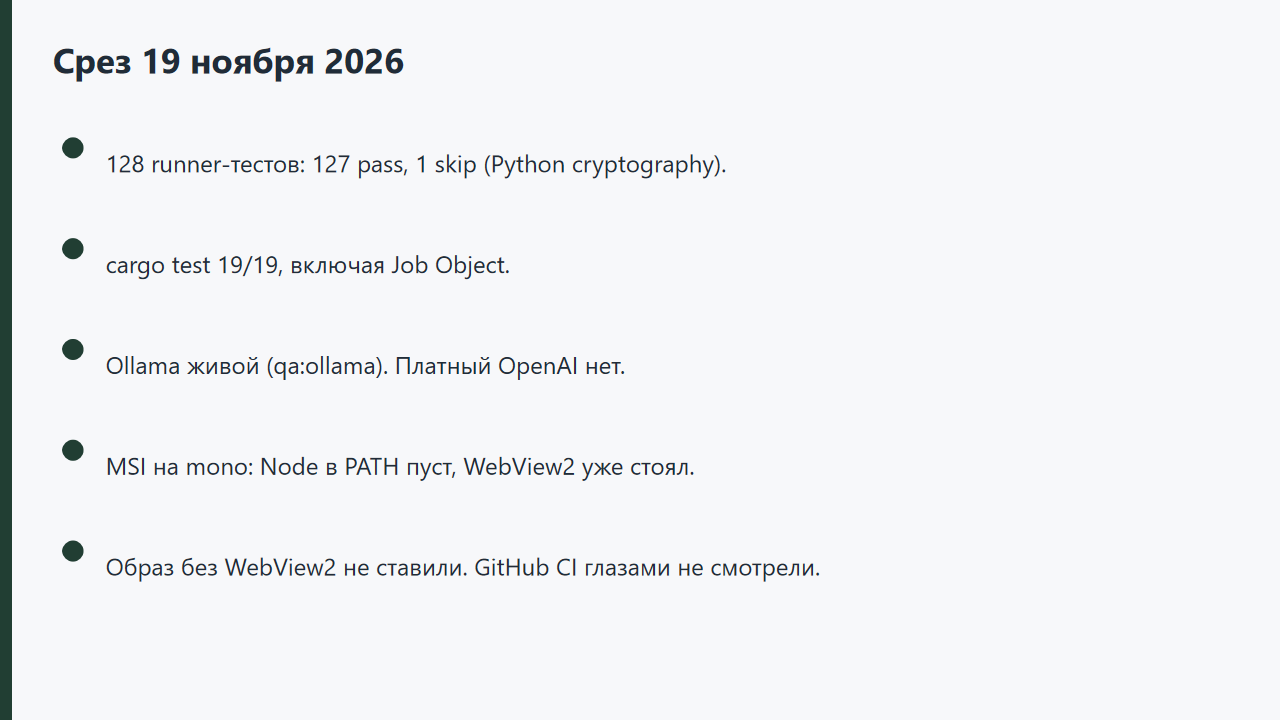 Срез 19 ноября 2026
128 runner-тестов: 127 pass, 1 skip (Python cryptography).
cargo test 19/19, включая Job Object.
Ollama живой (qa:ollama). Платный OpenAI нет.
MSI на mono: Node в PATH пуст, WebView2 уже стоял.
Образ без WebView2 не ставили. GitHub CI глазами не смотрели.